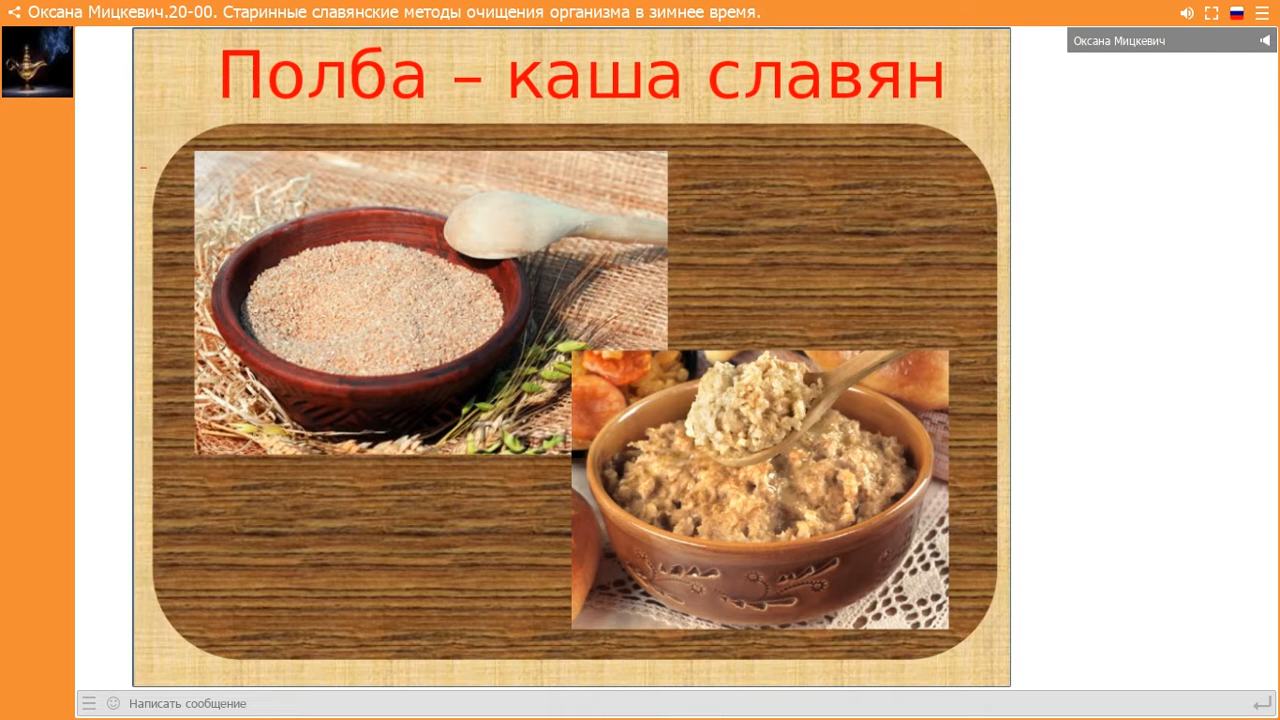 Оксана Мицкевич.20-00. Старинные славянские методы очищения организма в зимнее время.
Оксана Мицкевич
Полба – каша славян
Написать сообщение